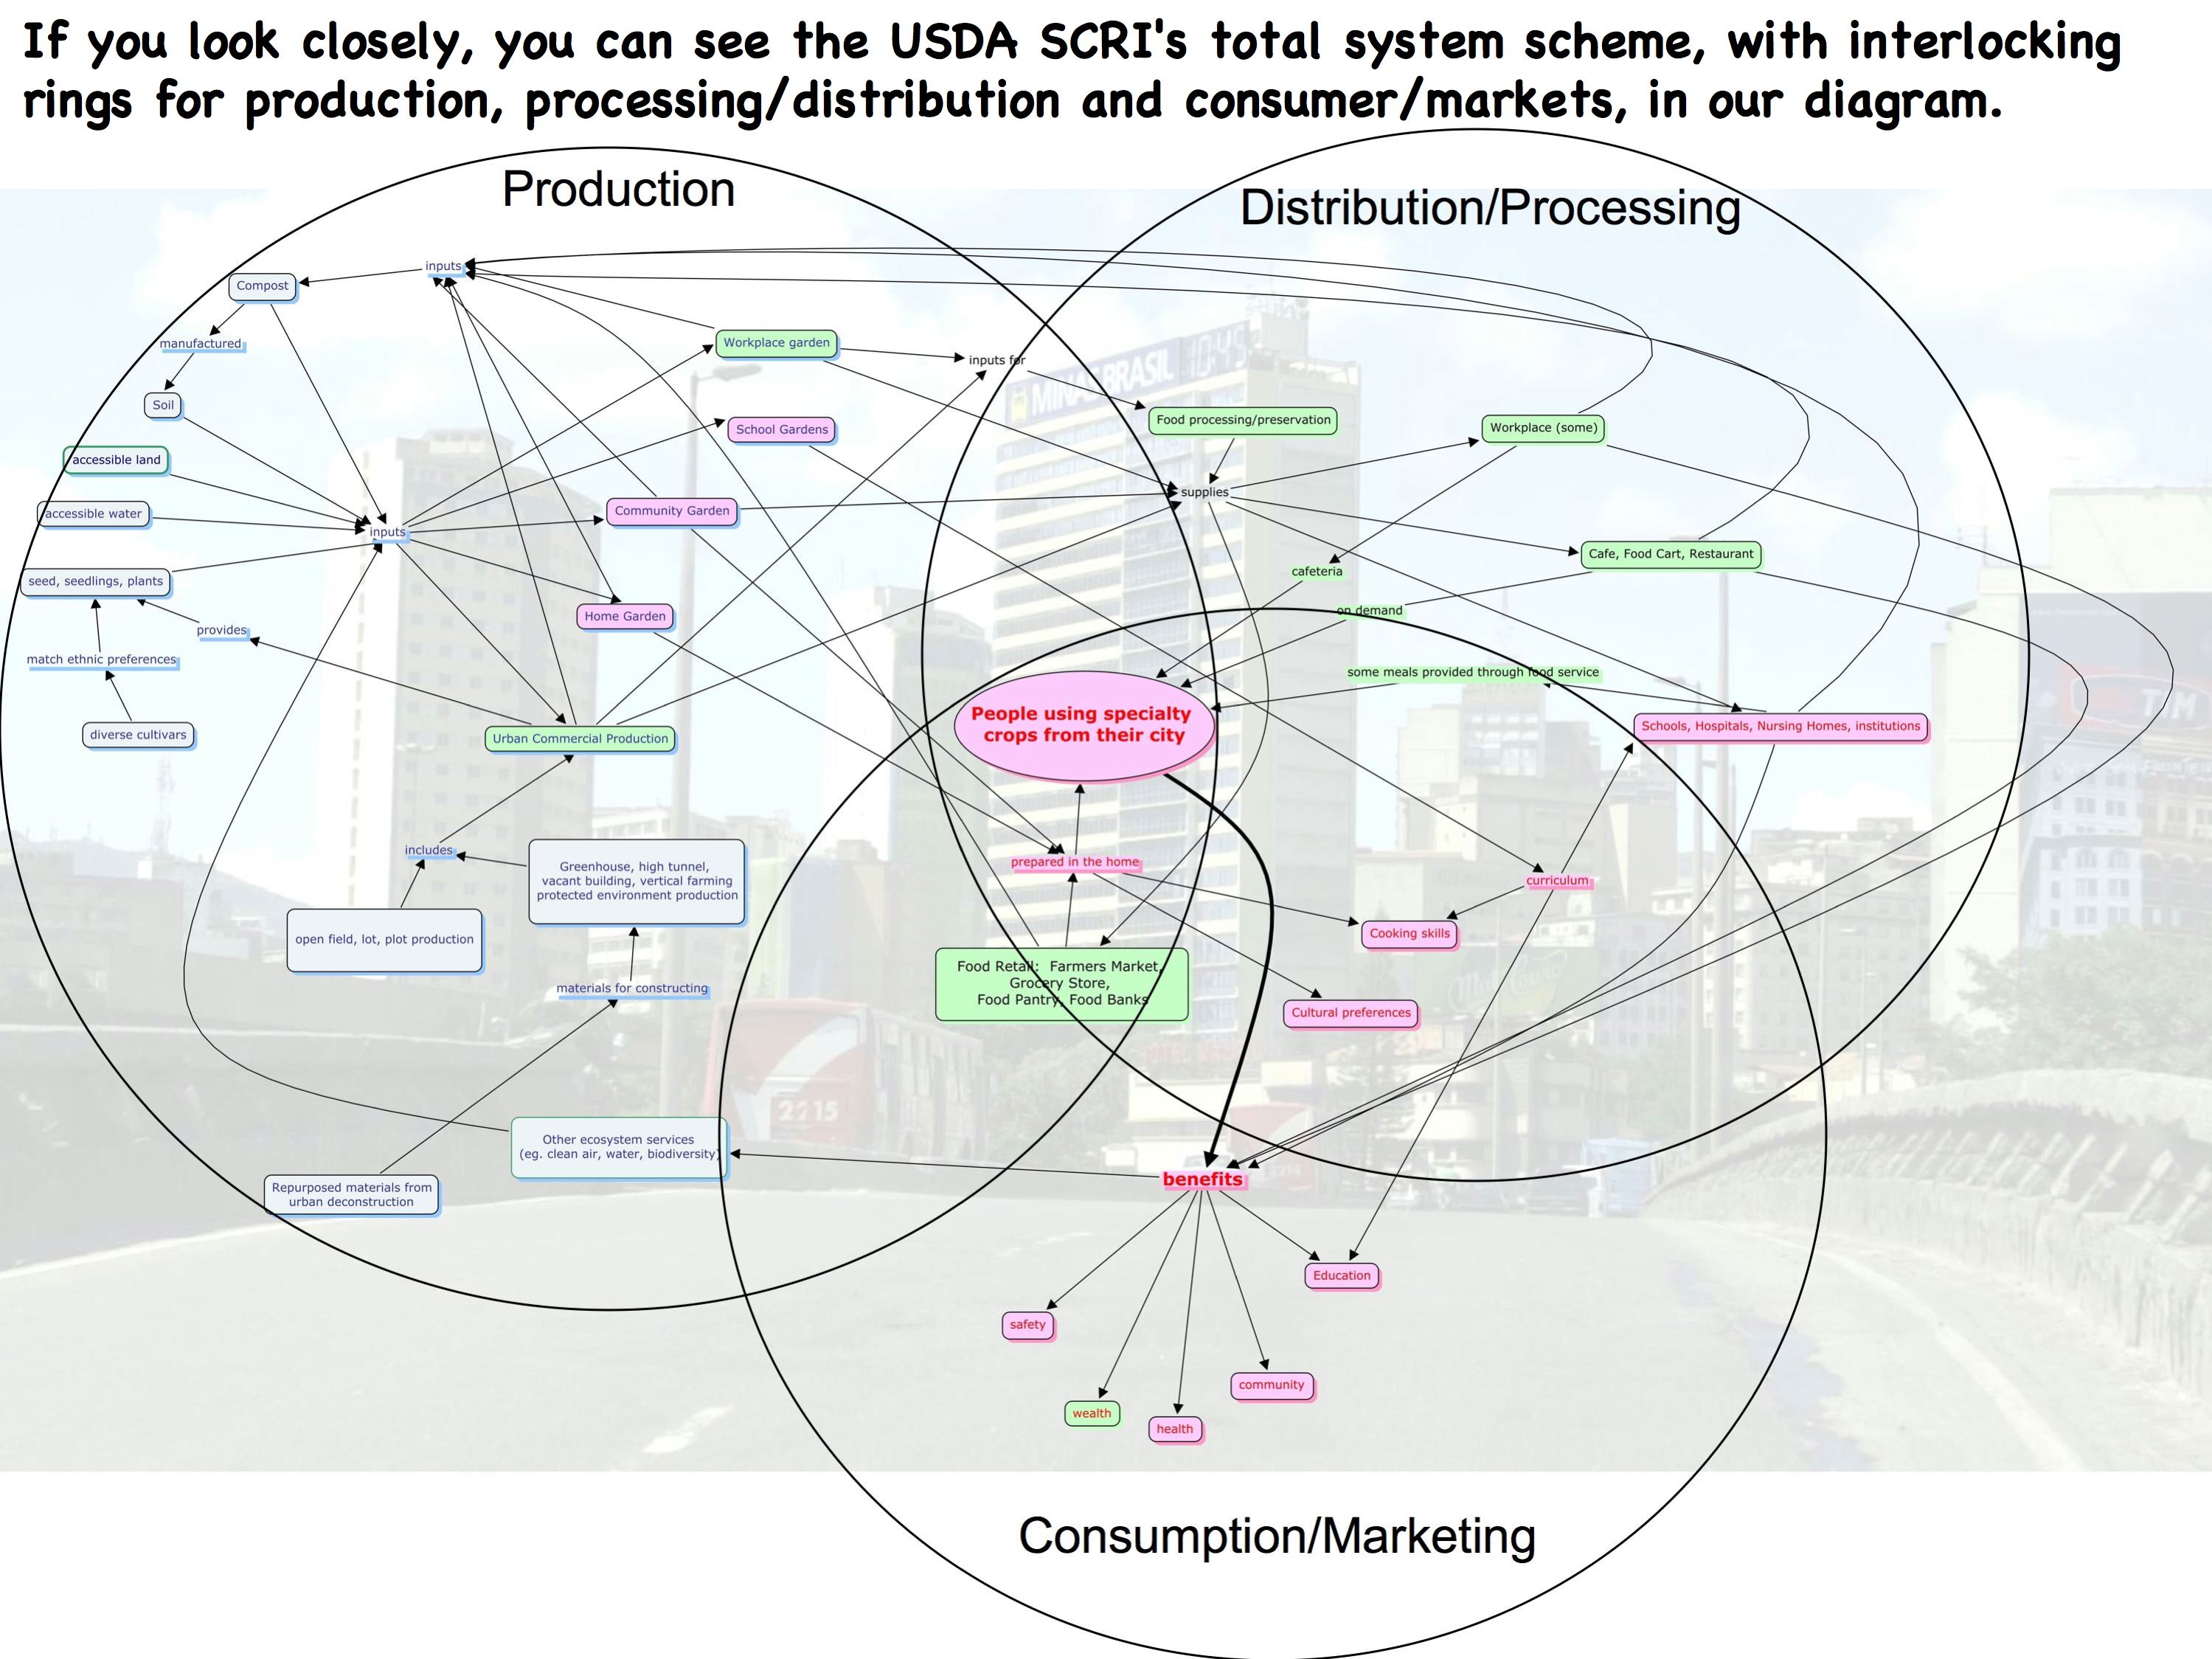 If you look closely, you can see the USDA SCRI's total system scheme, with interlocking
rings for production, processing/distribution and consumer/markets, in our diagram.
Production
Distribution/Processing
inputs
Compost
manufactured
Workplace garden
inputs for
Soil
School Gardens
Food processing/preservation
Workplace (some)
accessible land
supplies
accessible water
Community Garden
inputs
Cafe, Food Cart, Restaurant
cafeteria
seed, seedlings, plants
on demand
Home Garden
provides
match ethnic preferences
some meals provided through food service
People using specialty
crops from their city
Schools, Hospitals, Nursing Homes, institutions
diverse cultivars
Urban Commercial Production
includes
Greenhouse, high tunnel,
vacant building, vertical farming
protected environment production
prepared in the home
curriculum
open field, lot, plot production
Cooking skills
Food Retail: Farmers Market,
Grocery Store,
Food Pantry, Food Banks
materials for constructing
Cultural preferences
Other ecosystem services
(eg. clean air, water, biodiversity)
benefits
Repurposed materials from
urban deconstruction
Education
safety
community
wealth
health
Consumption/Marketing
MINAS BRASIL 10:45
TIM
2215